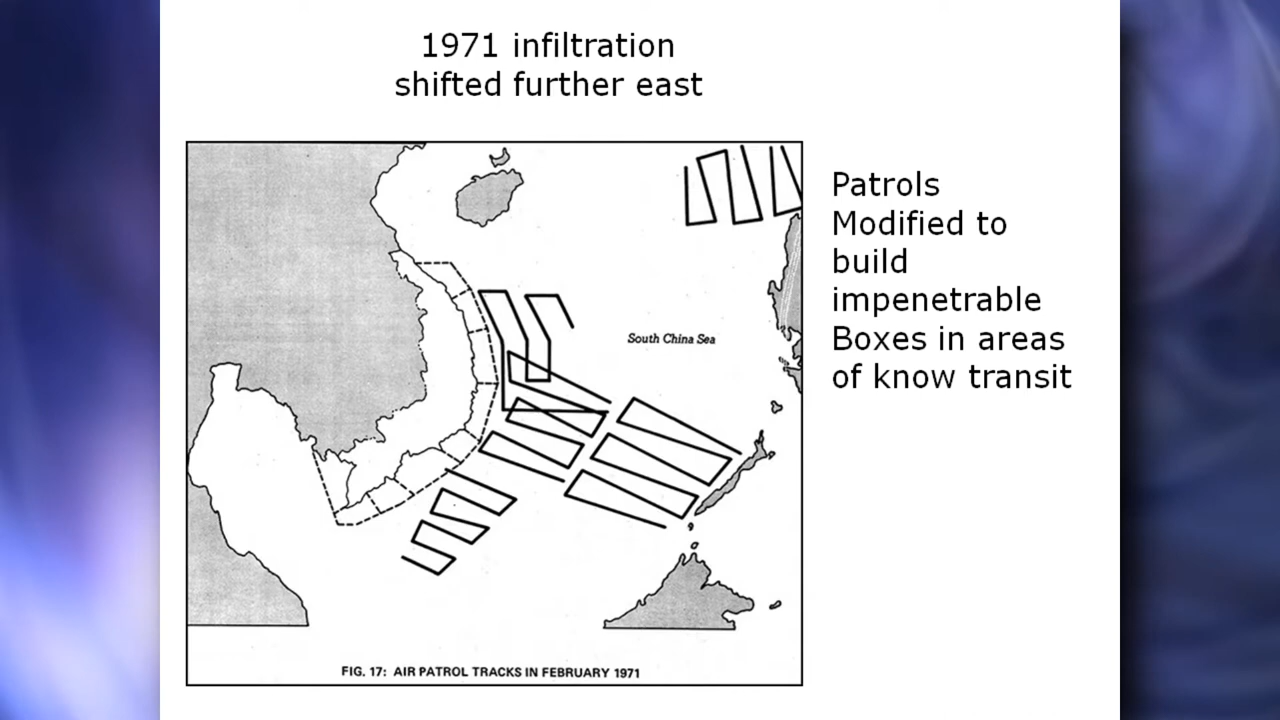 1971 infiltration
shifted further east
Patrols
Modified to
build
impenetrable
Boxes in areas
of know transit
South China Sea
FIG. 17: AIR PATROL TRACKS IN FEBRUARY 1971